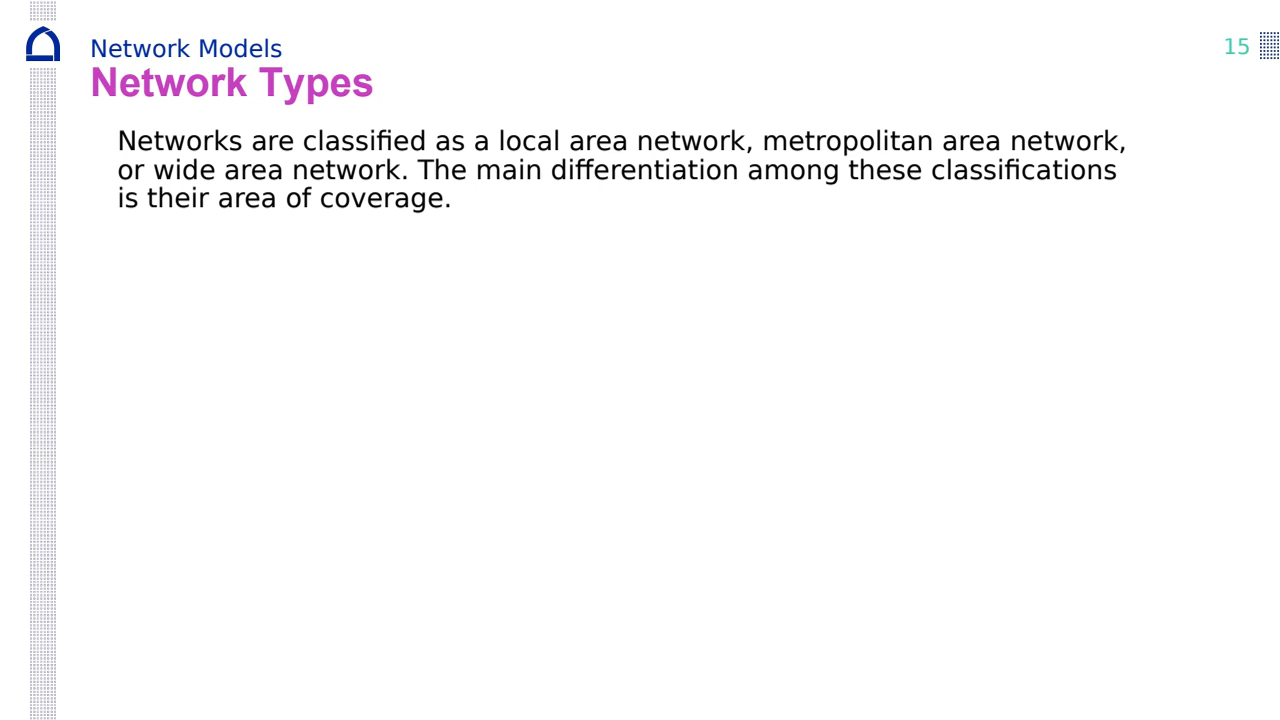 Network Models
15
Network Types
Networks are classified as a local area network, metropolitan area network,
or wide area network. The main differentiation among these classifications
is their area of coverage.